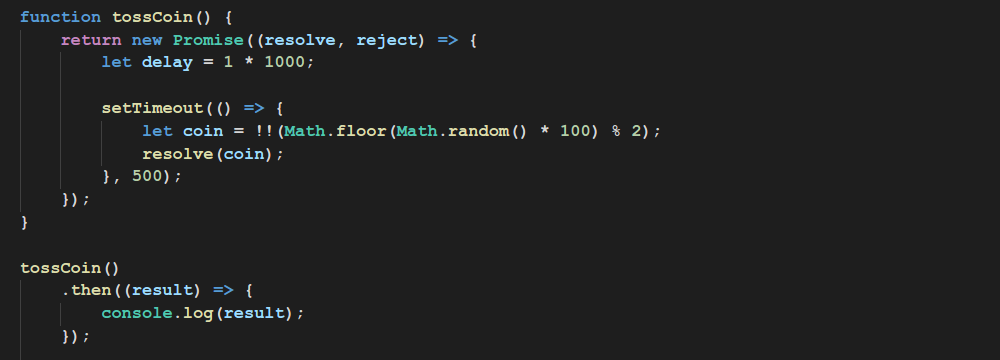 function tossCoin() {
    return new Promise((resolve, reject) => {
        let delay = 1 * 1000;

        setTimeout(() => {
            let coin = !!(Math.floor(Math.random() * 100) % 2);
            resolve(coin);
        }, 500);
    });
}

tossCoin()
    .then((result) => {
        console.log(result);
    });